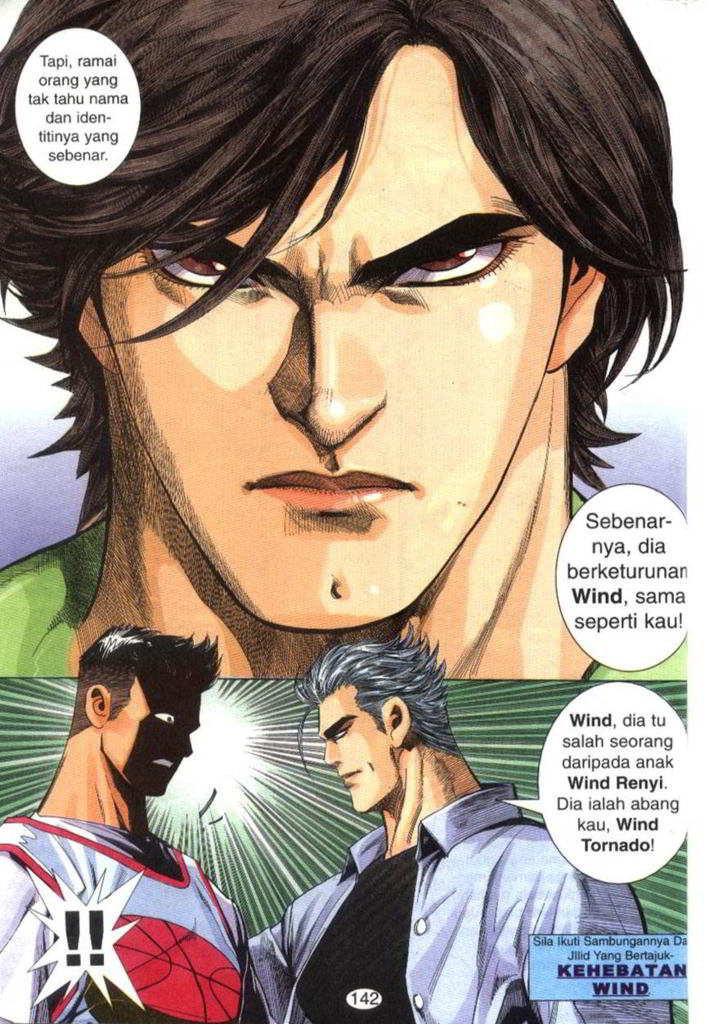 Tapi, ramai
orang yang
tak tahu nama
dan iden-
titinya yang
sebenar.
Sebenar-
nya, dia
berketurunan
Wind, sama
seperti kau!
Wind, dia tu
salah seorang
daripada anak
Wind Renyi.
Dia ialah abang
kau, Wind
Tornado!
!!
Sila Ikuti Sambungannya Da
JIlid Yang Bertajuk-
KEHEBATAN
WIND
142